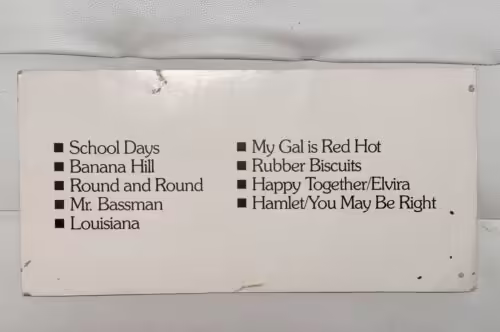 ■ School Days
■ Banana Hill
■ Round and Round
■ Mr. Bassman
■ Louisiana
■ My Gal is Red Hot
■ Rubber Biscuits
■ Happy Together/Elvira
■ Hamlet/You May Be Right